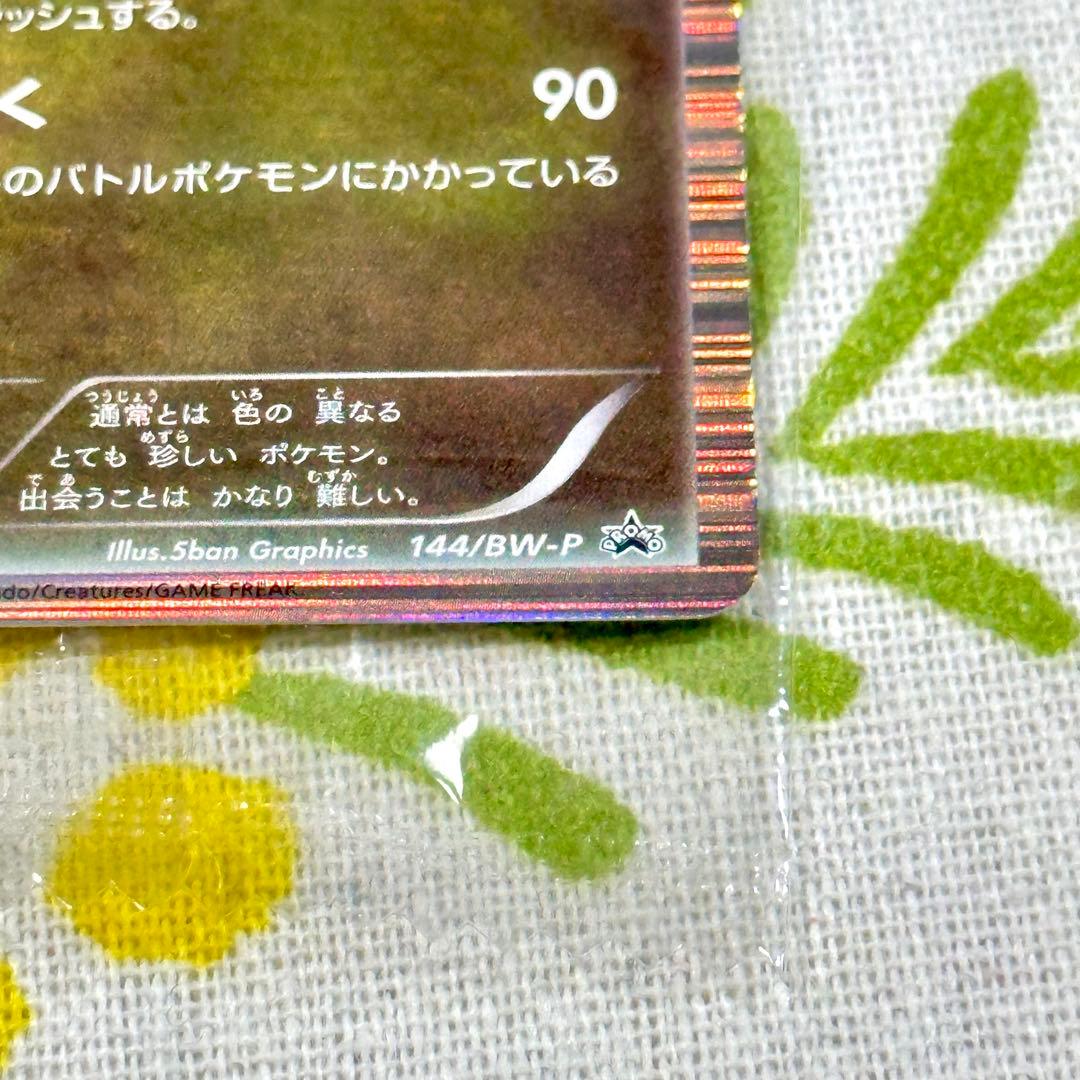 ッシュする。
く 90
のバトルポケモンにかかっている
通常とは 色の 異なる
とても 珍しい ポケモン。
出会うことは かなり 難しい。
Illus.5ban Graphics 144/BW-P PROMO
do/Creatures/GAME FREAK